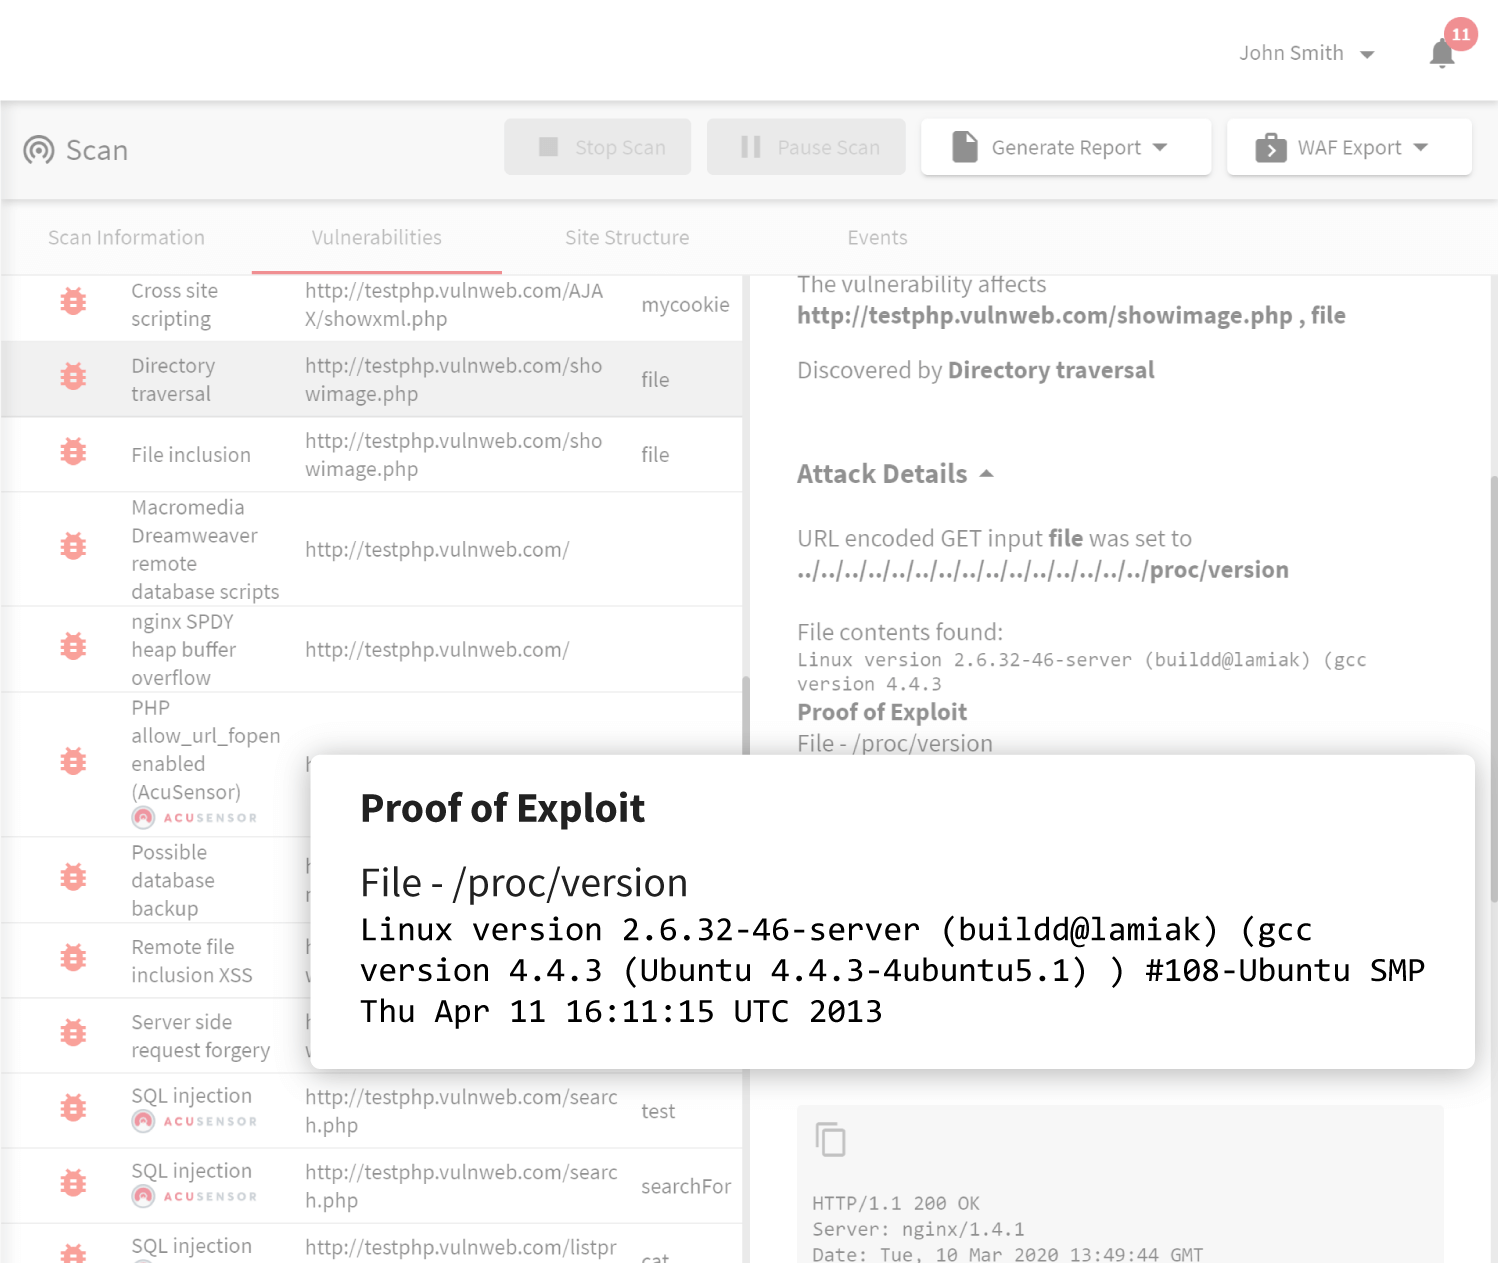 John Smith
11
Scan
Stop Scan
Pause Scan
Generate Report
WAF Export
Scan Information
Vulnerabilities
Site Structure
Events
Cross site
scripting
http://testphp.vulnweb.com/AJA
X/showxml.php
mycookie
Directory
traversal
http://testphp.vulnweb.com/sho
wimage.php
file
File inclusion
http://testphp.vulnweb.com/sho
wimage.php
file
Macromedia
Dreamweaver
remote
database scripts
http://testphp.vulnweb.com/
nginx SPDY
heap buffer
overflow
http://testphp.vulnweb.com/
PHP
allow_url_fopen
enabled
(AcuSensor)
ACUSENSOR
Possible
database
backup
Remote file
inclusion XSS
Server side
request forgery
SQL injection
ACUSENSOR
http://testphp.vulnweb.com/searc
h.php
test
SQL injection
ACUSENSOR
http://testphp.vulnweb.com/searc
h.php
searchFor
SQL injection
http://testphp.vulnweb.com/listpr
cat
The vulnerability affects
http://testphp.vulnweb.com/showimage.php , file
Discovered by Directory traversal
Attack Details
URL encoded GET input file was set to
../../../../../../../../../../../../../../../proc/version
File contents found:
Linux version 2.6.32-46-server (buildd@lamiak) (gcc
version 4.4.3
Proof of Exploit
File - /proc/version
Proof of Exploit
File - /proc/version
Linux version 2.6.32-46-server (buildd@lamiak) (gcc
version 4.4.3 (Ubuntu 4.4.3-4ubuntu5.1) ) #108-Ubuntu SMP
Thu Apr 11 16:11:15 UTC 2013
HTTP/1.1 200 OK
Server: nginx/1.4.1
Date: Tue, 10 Mar 2020 13:49:44 GMT